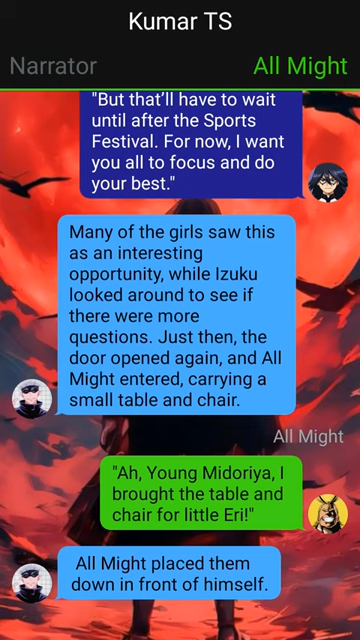 Kumar TS
Narrator
All Might
"But that'll have to wait
until after the Sports
Festival. For now, I want
you all to focus and do
your best."
Many of the girls saw this
as an interesting
opportunity, while Izuku
looked around to see if
there were more
questions. Just then, the
door opened again, and All
Might entered, carrying a
small table and chair.
All Might
"Ah, Young Midoriya, I
brought the table and
chair for little Eri!"
All Might placed them
down in front of himself.